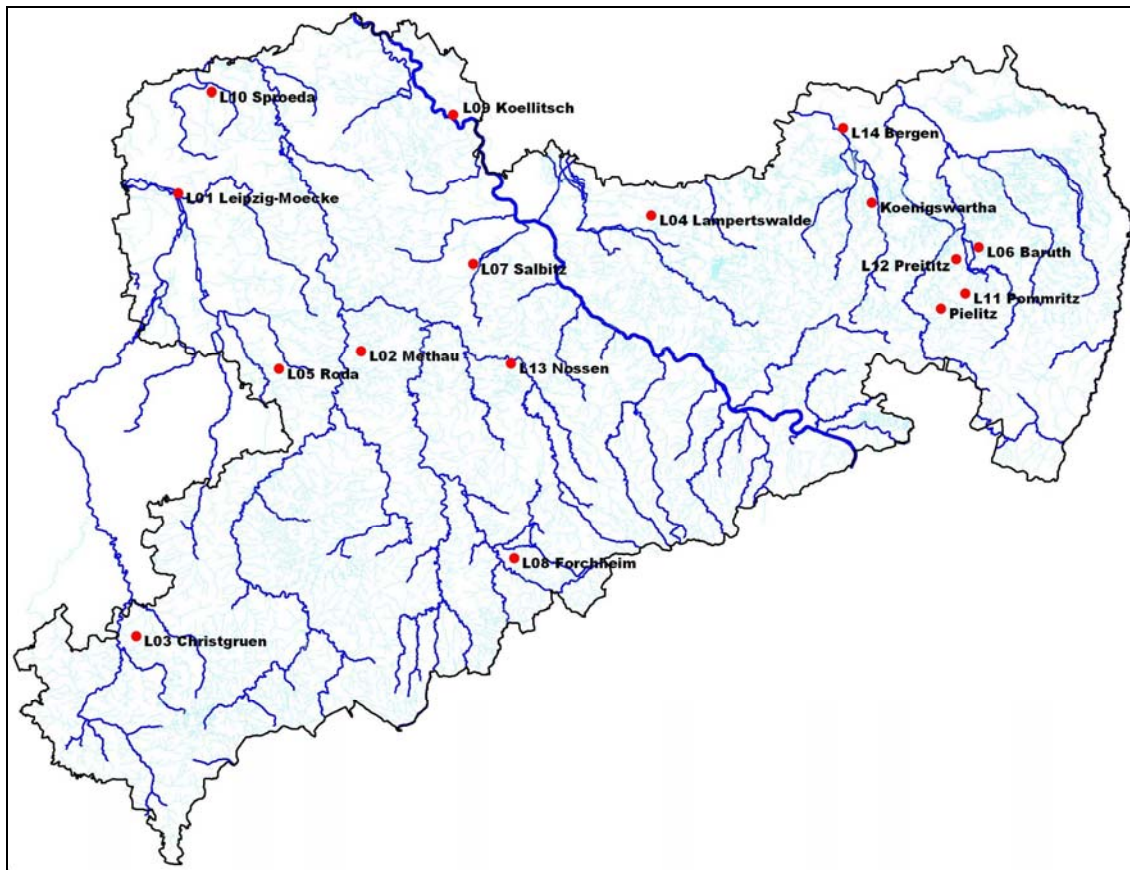 L10 Sproeda
L09 Koellitsch
L14 Bergen
L01 Leipzig-Moecke
Koenigswartha
L04 Lampertswalde
L06 Baruth
L12 Preititz
L07 Salbitz
L11 Pommritz
Pielitz
L02 Methau
L05 Roda
L13 Nossen
L08 Forchheim
L03 Christgruen